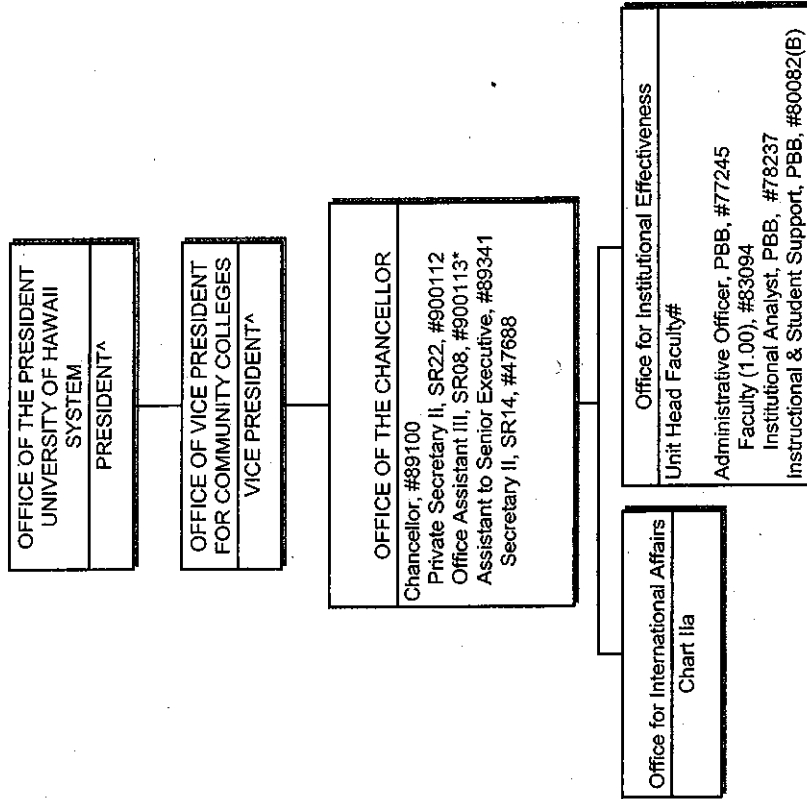 OFFICE OF THE PRESIDENT
UNIVERSITY OF HAWAII
SYSTEM
PRESIDENT^
OFFICE OF VICE PRESIDENT
FOR COMMUNITY COLLEGES
VICE PRESIDENT^
OFFICE OF THE CHANCELLOR
Chancellor, #89100
Private Secretary II, SR22, #900112
Office Assistant III, SR08, #900113*
Assistant to Senior Executive, #89341
Secretary II, SR14, #47688
Office for International Affairs
Chart IIa
Office for Institutional Effectiveness
Unit Head Faculty#
Administrative Officer, PBB, #77245
Faculty (1.00), #83094
Institutional Analyst, PBB, #78237
Instructional & Student Support, PBB, #80082(B)